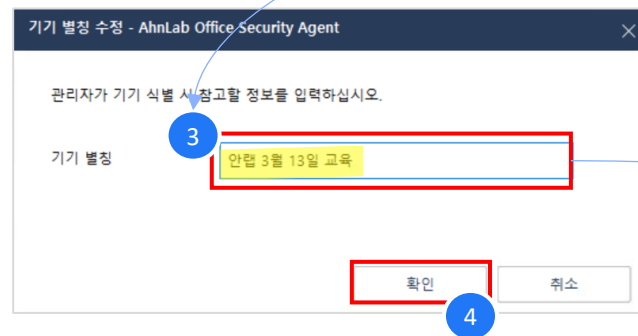 기기 별칭 수정 - AhnLab Office Security Agent
관리자가 기기 식별 시 참고할 정보를 입력하십시오.
3
기기 별칭
안랩 3월 13일 교육
확인
취소
4